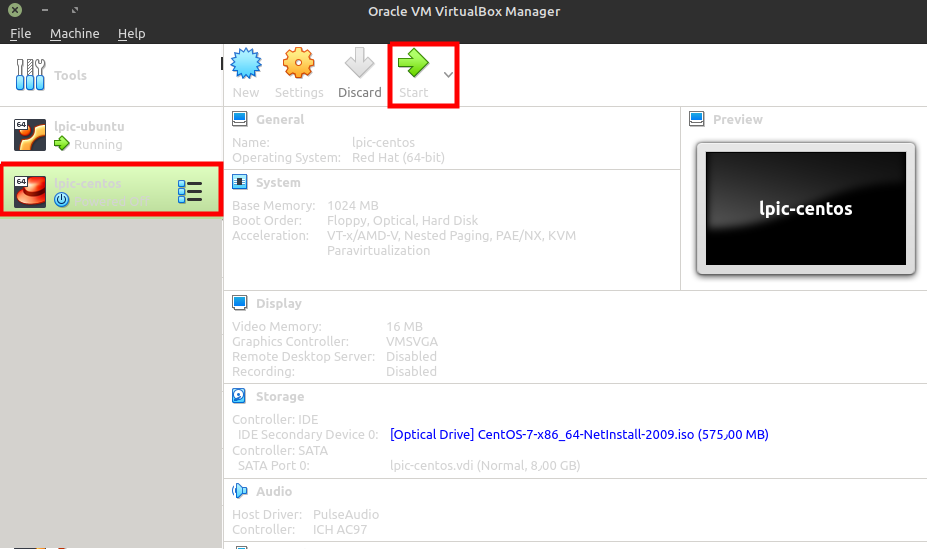 Oracle VM VirtualBox Manager
File Machine Help
Tools
New Settings Discard Start
64 lpic-ubuntu
Running
64 lpic-centos
General
Name: lpic-centos
Operating System: Red Hat (64-bit)
System
Base Memory: 1024 MB
Boot Order: Floppy, Optical, Hard Disk
Acceleration: VT-x/AMD-V, Nested Paging, PAE/NX, KVM
Paravirtualization
Preview
lpic-centos
Display
Video Memory: 16 MB
Graphics Controller: VMSVGA
Remote Desktop Server: Disabled
Recording: Disabled
Storage
Controller: IDE
IDE Secondary Device 0: [Optical Drive] CentOS-7-x86_64-NetInstall-2009.iso (575٫00 MB)
Controller: SATA
SATA Port 0: lpic-centos.vdi (Normal, 8٫00 GB)
Audio
Host Driver: PulseAudio
Controller: ICH AC97